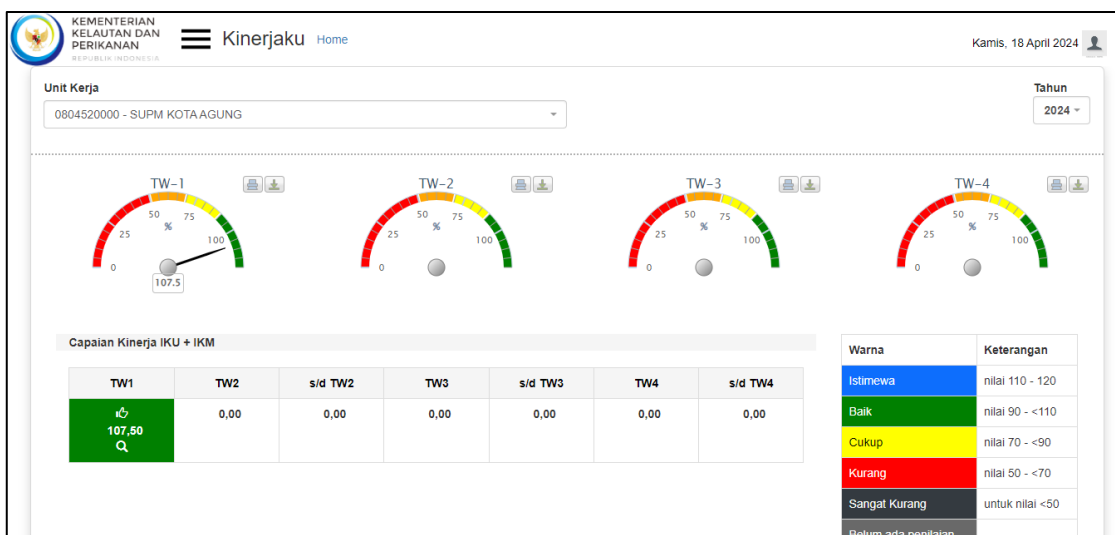 KEMENTERIAN
KELAUTAN DAN
PERIKANAN
REPUBLIK INDONESIA
Kinerjaku Home
Kamis, 18 April 2024
Unit Kerja
Tahun
0804520000 - SUPM KOTA AGUNG
2024
TW-1
0
25
50
75
100
%
107.5
TW-2
0
25
50
75
100
%
TW-3
0
25
50
75
100
%
TW-4
0
25
50
75
100
%
Capaian Kinerja IKU + IKM
TW1 TW2 s/d TW2 TW3 s/d TW3 TW4 s/d TW4
107,50 0,00 0,00 0,00 0,00 0,00 0,00
Warna Keterangan
Istimewa nilai 110 - 120
Baik nilai 90 - <110
Cukup nilai 70 - <90
Kurang nilai 50 - <70
Sangat Kurang untuk nilai <50
Belum ada penilaian